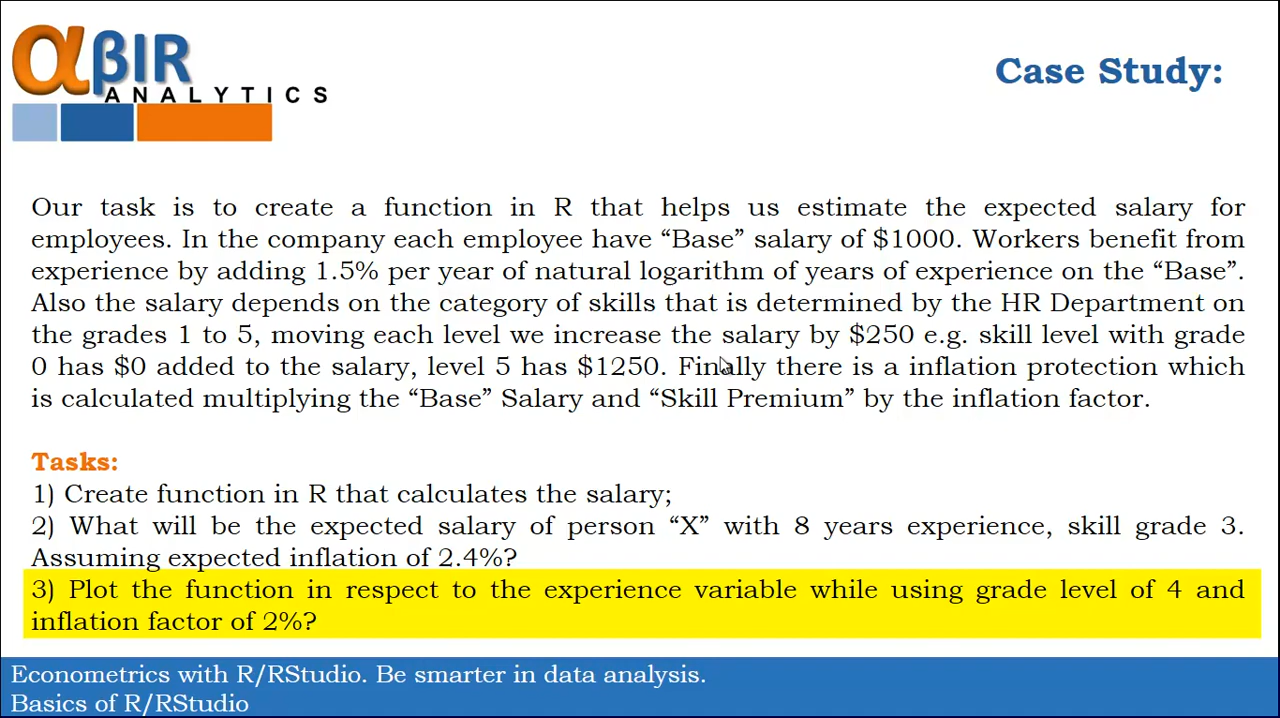 αβIR
ANALYTICS
Case Study:
Our task is to create a function in R that helps us estimate the expected salary for
employees. In the company each employee have “Base” salary of $1000. Workers benefit from
experience by adding 1.5% per year of natural logarithm of years of experience on the “Base”.
Also the salary depends on the category of skills that is determined by the HR Department on
the grades 1 to 5, moving each level we increase the salary by $250 e.g. skill level with grade
0 has $0 added to the salary, level 5 has $1250. Finally there is a inflation protection which
is calculated multiplying the “Base” Salary and “Skill Premium” by the inflation factor.
Tasks:
1) Create function in R that calculates the salary;
2) What will be the expected salary of person “X” with 8 years experience, skill grade 3.
Assuming expected inflation of 2.4%?
3) Plot the function in respect to the experience variable while using grade level of 4 and
inflation factor of 2%?
Econometrics with R/RStudio. Be smarter in data analysis.
Basics of R/RStudio